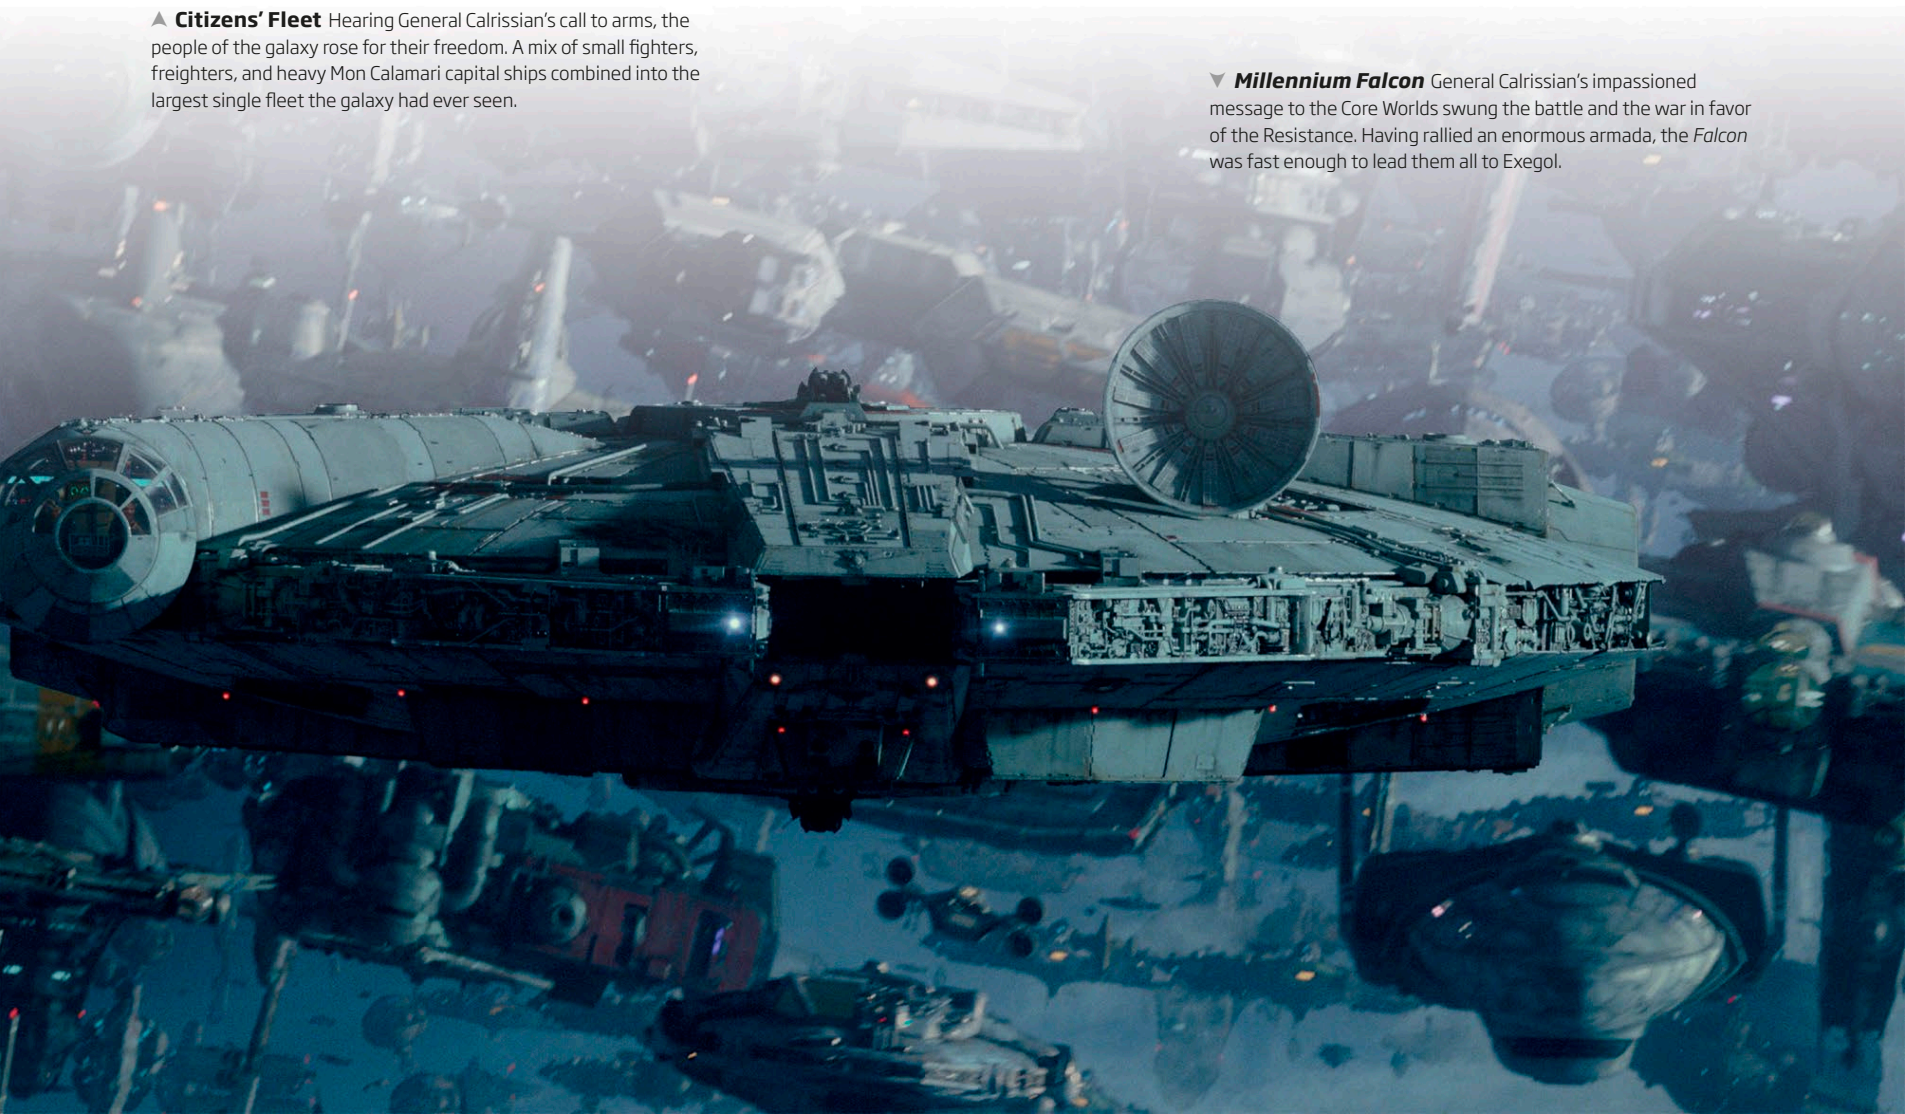 Citizens’ Fleet Hearing General Calrissian’s call to arms, the
people of the galaxy rose for their freedom. A mix of small fighters,
freighters, and heavy Mon Calamari capital ships combined into the
largest single fleet the galaxy had ever seen.
Millennium Falcon General Calrissian’s impassioned
message to the Core Worlds swung the battle and the war in favor
of the Resistance. Having rallied an enormous armada, the Falcon
was fast enough to lead them all to Exegol.